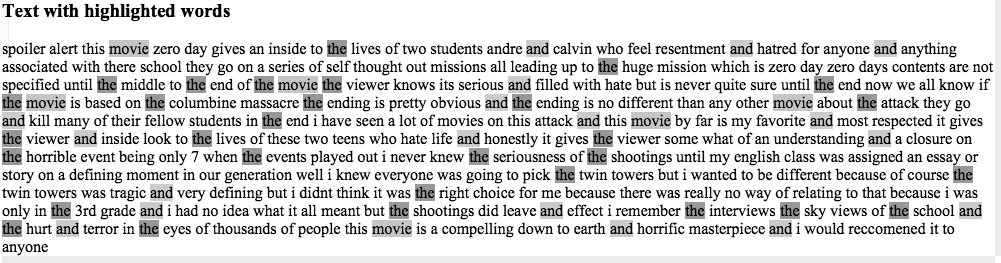 Text with highlighted words
spoiler alert this movie zero day gives an inside to the lives of two students andre and calvin who feel resentment and hatred for anyone and anything
associated with there school they go on a series of self thought out missions all leading up to the huge mission which is zero day zero days contents are not
specified until the middle to the end of the movie the viewer knows its serious and filled with hate but is never quite sure until the end now we all know if
the movie is based on the columbine massacre the ending is pretty obvious and the ending is no different than any other movie about the attack they go
and kill many of their fellow students in the end i have seen a lot of movies on this attack and this movie by far is my favorite and most respected it gives
the viewer and inside look to the lives of these two teens who hate life and honestly it gives the viewer some what of an understanding and a closure on
the horrible event being only 7 when the events played out i never knew the seriousness of the shootings until my english class was assigned an essay or
story on a defining moment in our generation well i knew everyone was going to pick the twin towers but i wanted to be different because of course the
twin towers was tragic and very defining but i didnt think it was the right choice for me because there was really no way of relating to that because i was
only in the 3rd grade and i had no idea what it all meant but the shootings did leave and effect i remember the interviews the sky views of the school and
the hurt and terror in the eyes of thousands of people this movie is a compelling down to earth and horrific masterpiece and i would reccomened it to
anyone